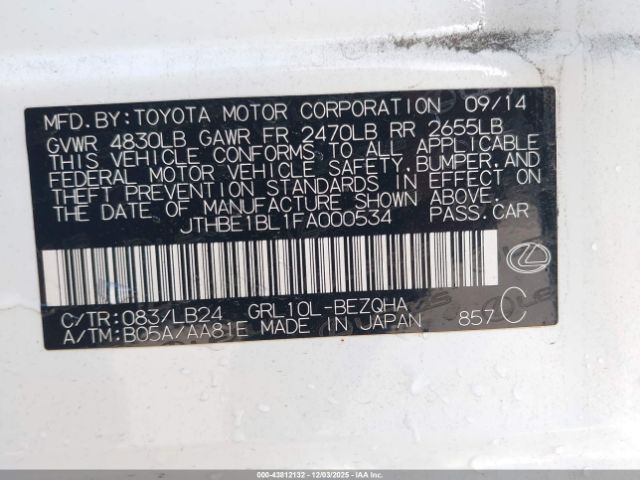 MFD.BY:TOYOTA MOTOR CORPORATION 09/14
GVWR 4830LB GAWR FR 2470LB RR 2655LB
THIS VEHICLE CONFORMS TO ALL APPLICABLE
FEDERAL MOTOR VEHICLE SAFETY,BUMPER,AND
THEFT PREVENTION STANDARDS IN EFFECT ON
THE DATE OF MANUFACTURE SHOWN ABOVE.
JTHBE1BL1FA000534 PASS.CAR
C/TR:083/LB24 GRL10L-BEZQHA
A/TM:B05A/AA81E MADE IN JAPAN 857 C
000-43812132 - 12/03/2025 - IAAI.COM